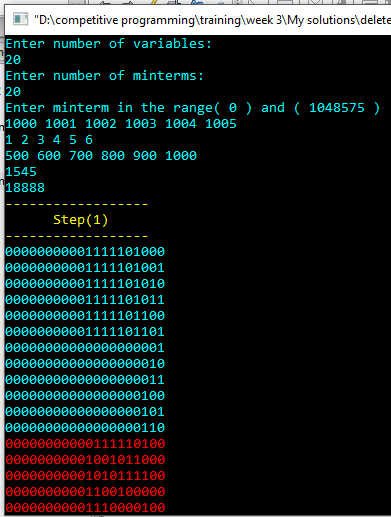 "D:\competitive programming\training\week 3\My solutions\delete
Enter number of variables:
20
Enter number of minterms:
20
Enter minterm in the range( 0 ) and ( 1048575 )
1000 1001 1002 1003 1004 1005
1 2 3 4 5 6
500 600 700 800 900 1000
1545
18888
------------------
      Step(1)
------------------
00000000001111101000
00000000001111101001
00000000001111101010
00000000001111101011
00000000001111101100
00000000001111101101
00000000000000000001
00000000000000000010
00000000000000000011
00000000000000000100
00000000000000000101
00000000000000000110
00000000000111110100
00000000001001011000
00000000001010111100
00000000001100100000
00000000001110000100